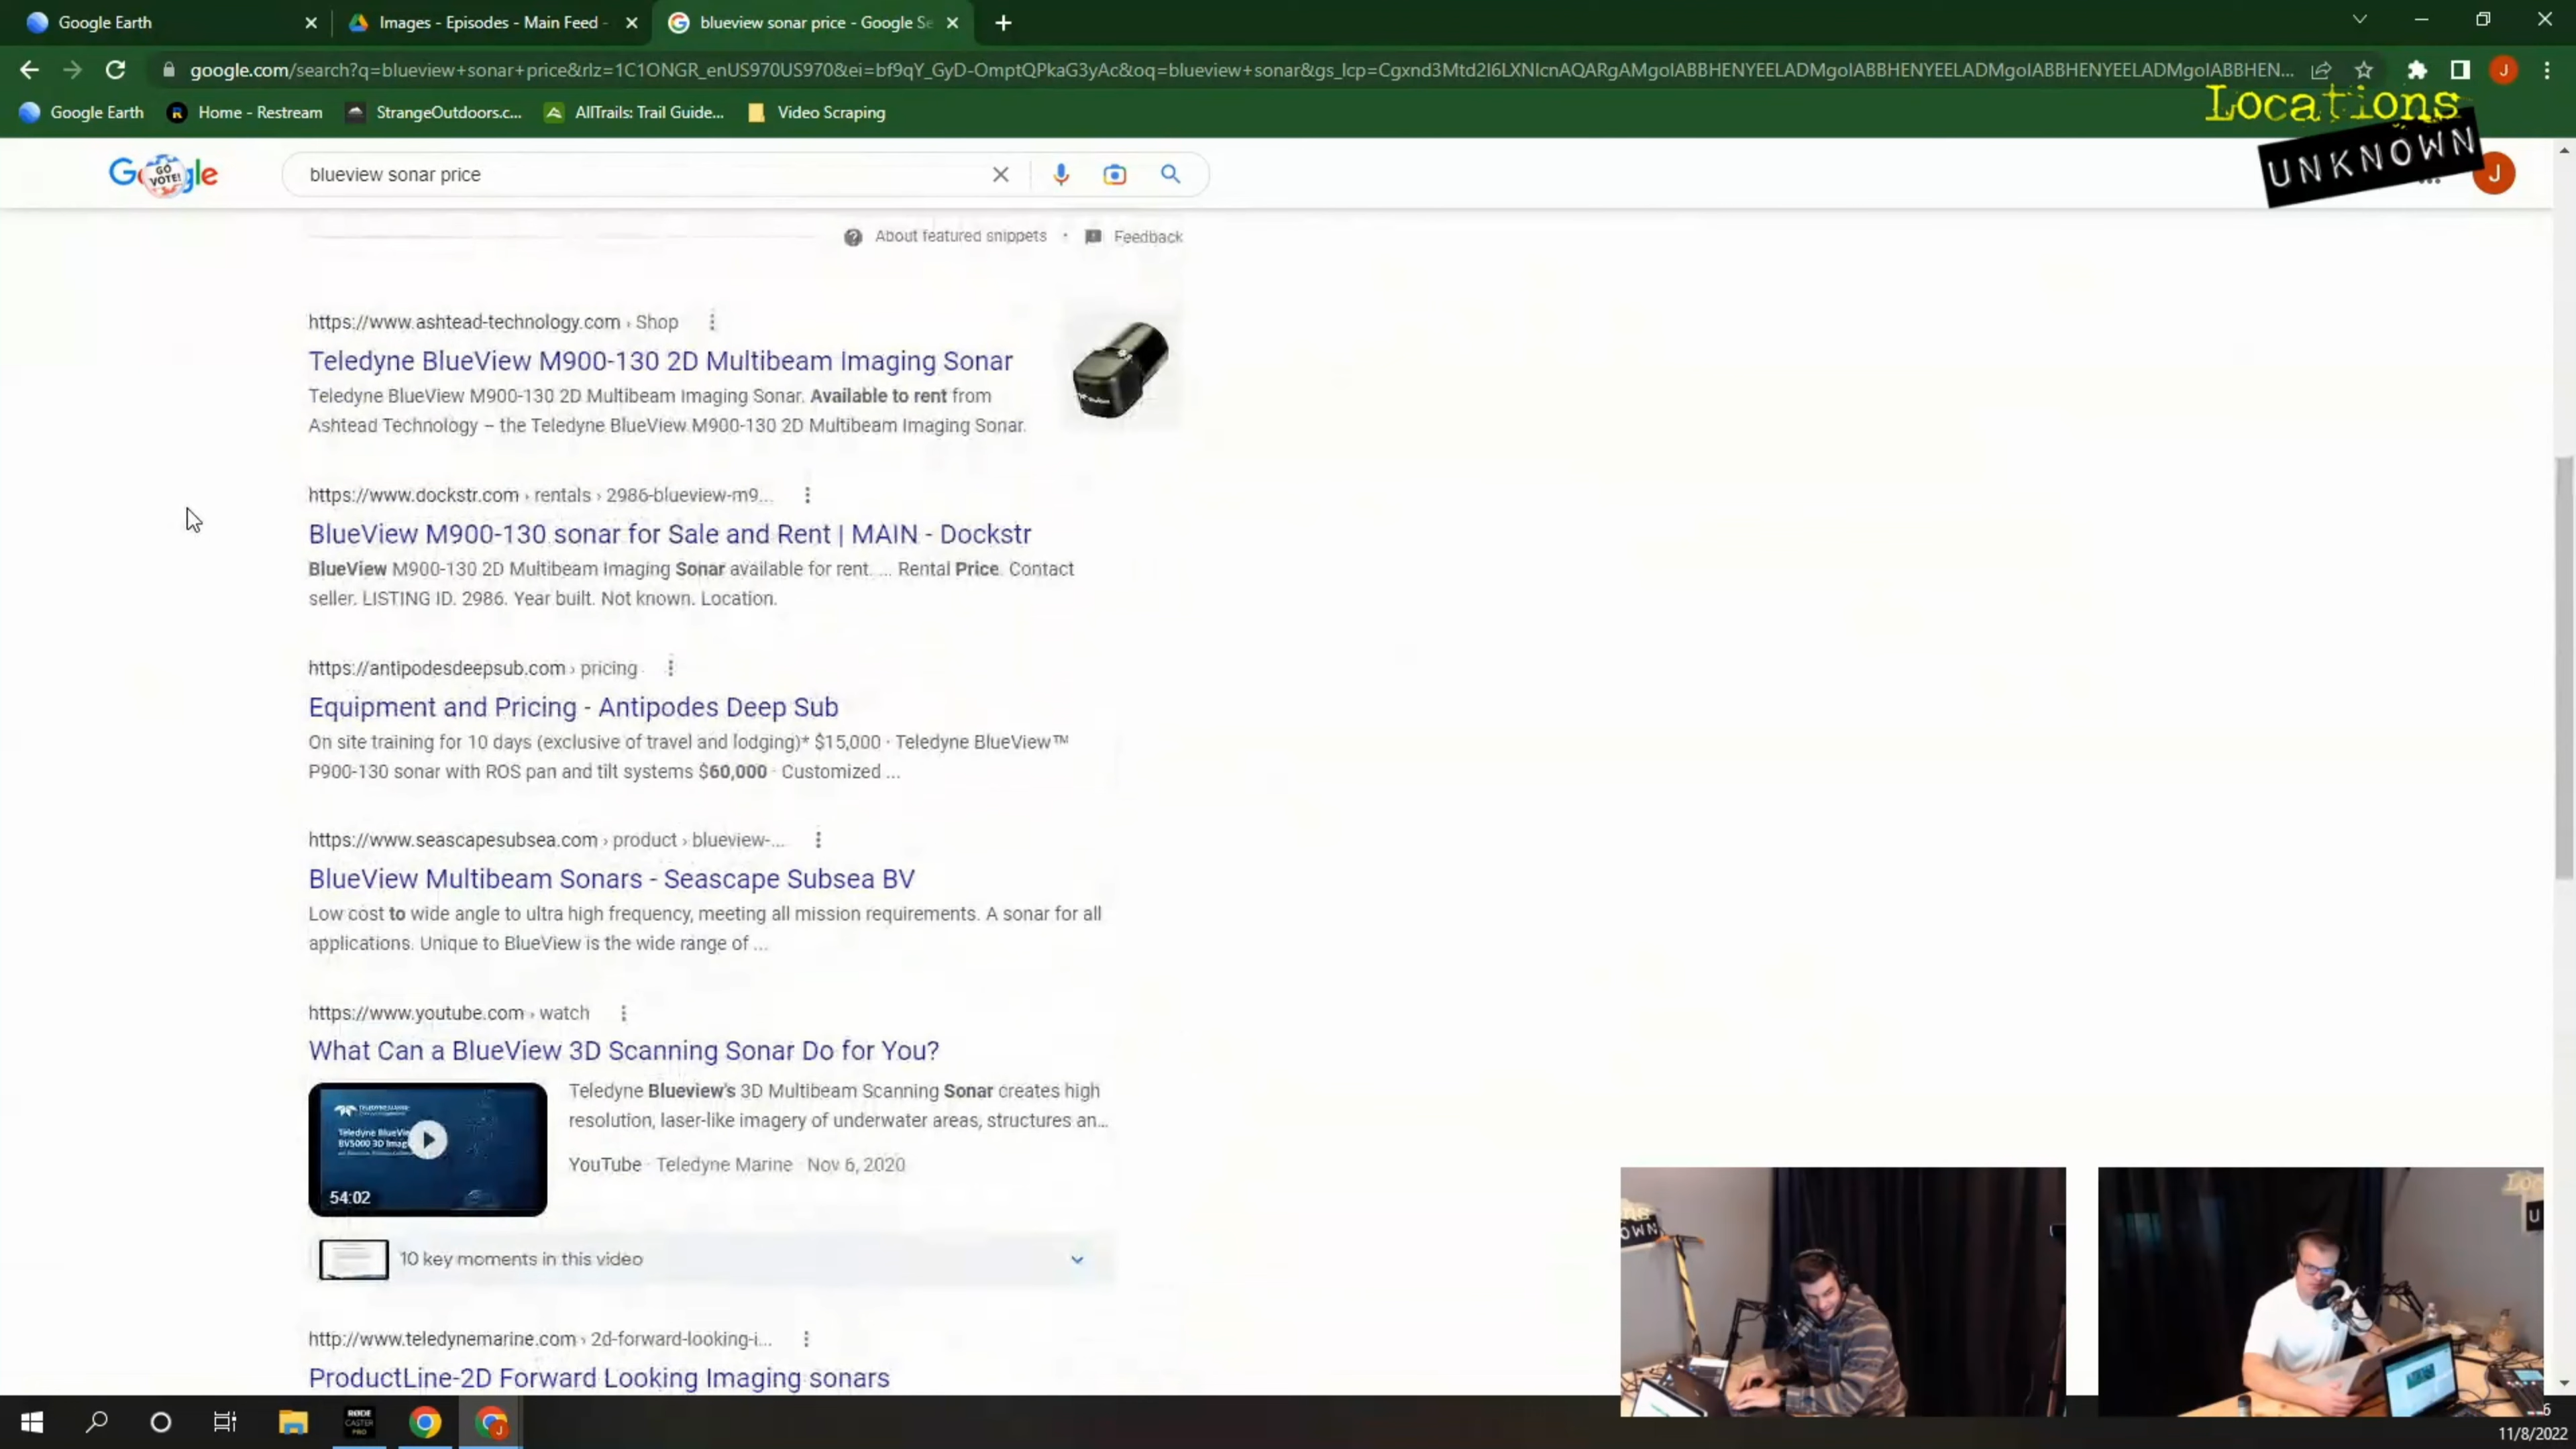 Google Earth
Images - Episodes - Main Feed -
blueview sonar price - Google Se
google.com/search?q=blueview+sonar+price&rlz=1C1ONGR_enUS970US970&ei=bf9qY_GyD-OmptQPkaG3yAc&oq=blueview+sonar&gs_lcp=Cgxnd3Mtd2l6LXNlcnAQARgAMgoIABBHENYEELADMgoIABBHENYEELADMgoIABBHENYEELADMgoIABBHEN...
Google Earth
Home - Restream
StrangeOutdoors.c...
AllTrails: Trail Guide...
Video Scraping
Locations
UNKNOWN
J
J
Google
GO VOTE!
blueview sonar price
About featured snippets · Feedback
https://www.ashtead-technology.com › Shop
Teledyne BlueView M900-130 2D Multibeam Imaging Sonar
Teledyne BlueView M900-130 2D Multibeam Imaging Sonar. Available to rent from
Ashtead Technology – the Teledyne BlueView M900-130 2D Multibeam Imaging Sonar.
https://www.dockstr.com › rentals › 2986-blueview-m9...
BlueView M900-130 sonar for Sale and Rent | MAIN - Dockstr
BlueView M900-130 2D Multibeam Imaging Sonar available for rent. ... Rental Price. Contact
seller. LISTING ID. 2986. Year built. Not known. Location.
https://antipodesdeepsub.com › pricing
Equipment and Pricing - Antipodes Deep Sub
On site training for 10 days (exclusive of travel and lodging)* $15,000 · Teledyne BlueView™
P900-130 sonar with ROS pan and tilt systems $60,000 · Customized ...
https://www.seascapesubsea.com › product › blueview-...
BlueView Multibeam Sonars - Seascape Subsea BV
Low cost to wide angle to ultra high frequency, meeting all mission requirements. A sonar for all
applications. Unique to BlueView is the wide range of ...
https://www.youtube.com › watch
What Can a BlueView 3D Scanning Sonar Do for You?
Teledyne Blueview's 3D Multibeam Scanning Sonar creates high
resolution, laser-like imagery of underwater areas, structures an...
YouTube · Teledyne Marine · Nov 6, 2020
54:02
10 key moments in this video
http://www.teledynemarine.com › 2d-forward-looking-i...
ProductLine-2D Forward Looking Imaging sonars
RØDE
CASTER
PRO
11/8/2022